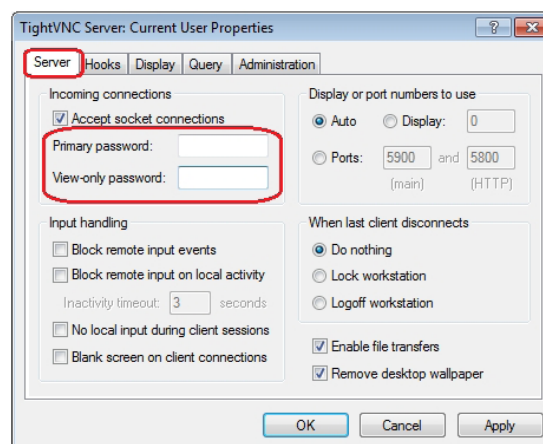 TightVNC Server: Current User Properties
Server Hooks Display Query Administration
Incoming connections
Accept socket connections
Primary password:
View-only password:
Display or port numbers to use
Auto Display: 0
Ports: 5900 and 5800
(main) (HTTP)
Input handling
Block remote input events
Block remote input on local activity
Inactivity timeout: 3 seconds
No local input during client sessions
Blank screen on client connections
When last client disconnects
Do nothing
Lock workstation
Logoff workstation
Enable file transfers
Remove desktop wallpaper
OK Cancel Apply